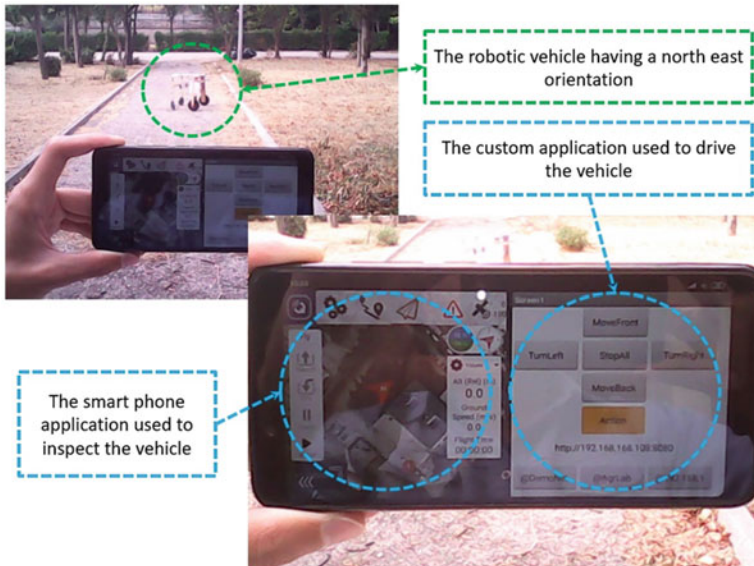 The robotic vehicle having a north east
orientation
The custom application used to drive
the vehicle
The smart phone
application used to
inspect the vehicle
Screen1
MoveFront
TurnLeft StopAll TurnRight
MoveBack
Action
Alt (Rel)
0.0
Ground
Speed
0.0
Flight Time
00:00:00
http://192.168.168.108:8080